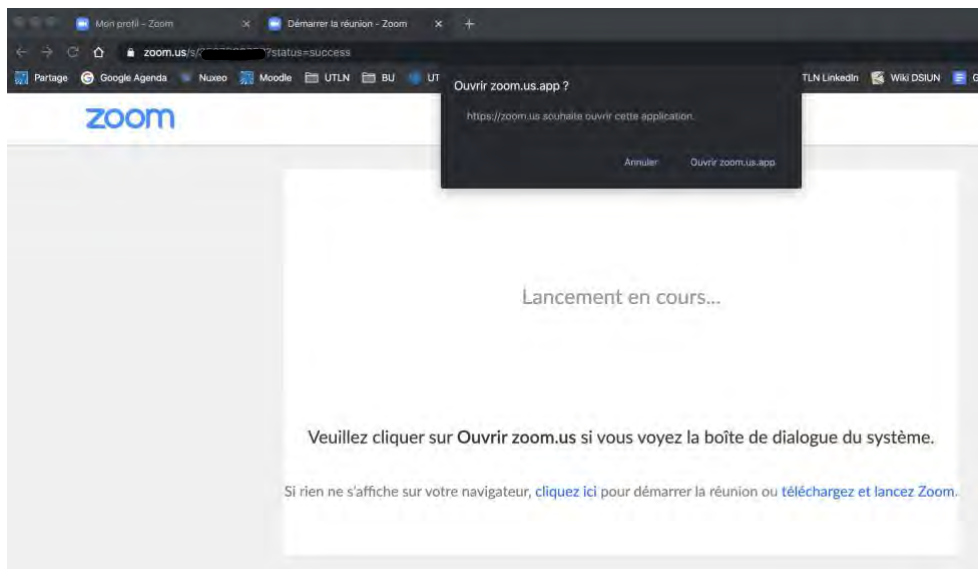 Mon profil – Zoom × Démarrer la réunion - Zoom × +
zoom.us/s/ ?status=success
Partage Google Agenda Nuxeo Moodle UTLN BU UT TLN LinkedIn Wiki DSIUN G
Ouvrir zoom.us.app ?
https://zoom.us souhaite ouvrir cette application.
Annuler Ouvrir zoom.us.app
zoom
Lancement en cours...
Veuillez cliquer sur Ouvrir zoom.us si vous voyez la boîte de dialogue du système.
Si rien ne s'affiche sur votre navigateur, cliquez ici pour démarrer la réunion ou téléchargez et lancez Zoom.